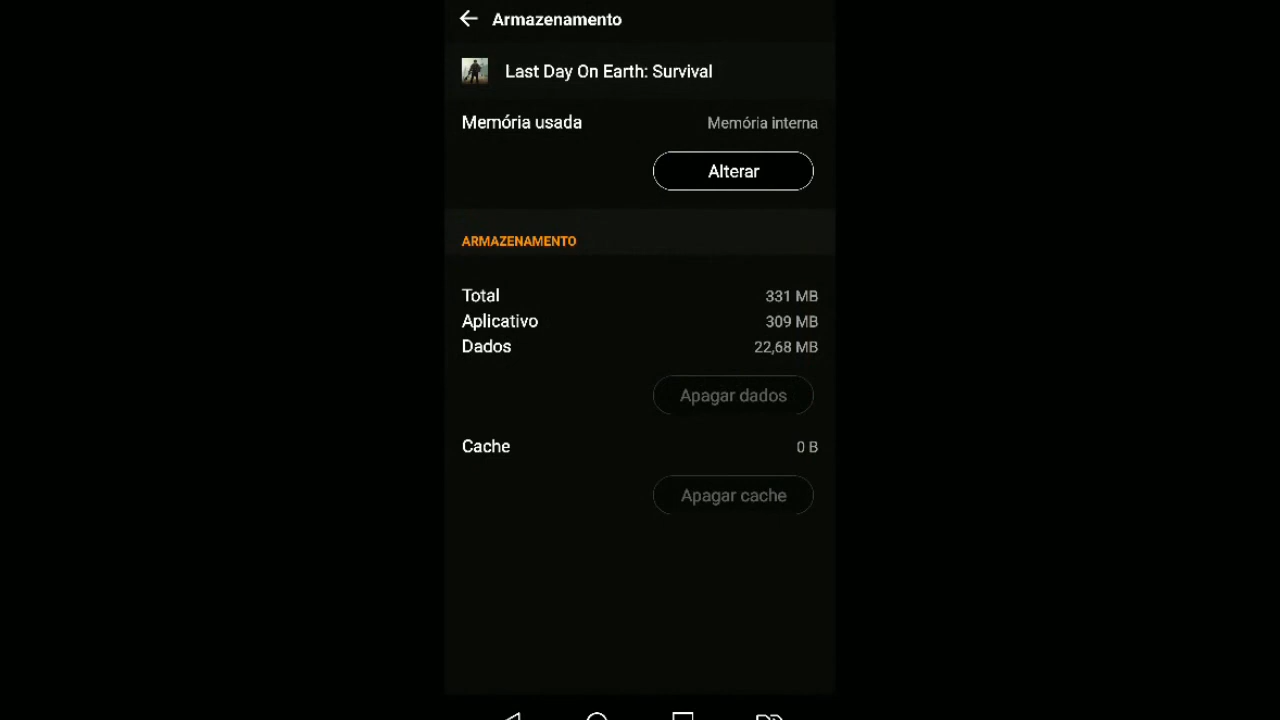 Armazenamento
Last Day On Earth: Survival
Memória usada Memória interna
Alterar
ARMAZENAMENTO
Total 331 MB
Aplicativo 309 MB
Dados 22,68 MB
Apagar dados
Cache 0 B
Apagar cache